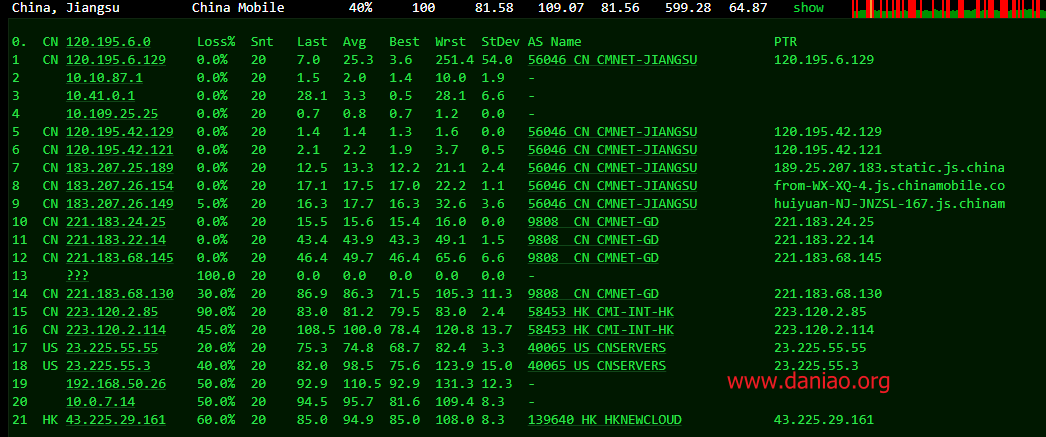 China, Jiangsu China Mobile 40% 100 81.58 109.07 81.56 599.28 64.87 show
0. CN 120.195.6.0 Loss% Snt Last Avg Best Wrst StDev AS Name PTR
1 CN 120.195.6.129 0.0% 20 7.0 25.3 3.6 251.4 54.0 56046 CN CMNET-JIANGSU 120.195.6.129
2 10.10.87.1 0.0% 20 1.5 2.0 1.4 10.0 1.9 -
3 10.41.0.1 0.0% 20 28.1 3.3 0.5 28.1 6.6 -
4 10.109.25.25 0.0% 20 0.7 0.8 0.7 1.2 0.0 -
5 CN 120.195.42.129 0.0% 20 1.4 1.4 1.3 1.6 0.0 56046 CN CMNET-JIANGSU 120.195.42.129
6 CN 120.195.42.121 0.0% 20 2.1 2.2 1.9 3.7 0.5 56046 CN CMNET-JIANGSU 120.195.42.121
7 CN 183.207.25.189 0.0% 20 12.5 13.3 12.2 21.1 2.4 56046 CN CMNET-JIANGSU 189.25.207.183.static.js.china
8 CN 183.207.26.154 0.0% 20 17.1 17.5 17.0 22.2 1.1 56046 CN CMNET-JIANGSU from-WX-XQ-4.js.chinamobile.co
9 CN 183.207.26.149 5.0% 20 16.3 17.7 16.3 32.6 3.6 56046 CN CMNET-JIANGSU huiyuan-NJ-JNZSL-167.js.chinam
10 CN 221.183.24.25 0.0% 20 15.5 15.6 15.4 16.0 0.0 9808 CN CMNET-GD 221.183.24.25
11 CN 221.183.22.14 0.0% 20 43.4 43.9 43.3 49.1 1.5 9808 CN CMNET-GD 221.183.22.14
12 CN 221.183.68.145 0.0% 20 46.4 49.7 46.4 65.6 6.6 9808 CN CMNET-GD 221.183.68.145
13 ??? 100.0 20 0.0 0.0 0.0 0.0 0.0 -
14 CN 221.183.68.130 30.0% 20 86.9 86.3 71.5 105.3 11.3 9808 CN CMNET-GD 221.183.68.130
15 CN 223.120.2.85 90.0% 20 83.0 81.2 79.5 83.0 2.4 58453 HK CMI-INT-HK 223.120.2.85
16 CN 223.120.2.114 45.0% 20 108.5 100.0 78.4 120.8 13.7 58453 HK CMI-INT-HK 223.120.2.114
17 US 23.225.55.55 20.0% 20 75.3 74.8 68.7 82.4 3.3 40065 US CNSERVERS 23.225.55.55
18 US 23.225.55.3 40.0% 20 82.0 98.5 75.6 123.9 15.0 40065 US CNSERVERS 23.225.55.3
19 192.168.50.26 50.0% 20 92.9 110.5 92.9 131.3 12.3 -
www.daniao.org
20 10.0.7.14 50.0% 20 94.5 95.7 81.6 109.4 8.3 -
21 HK 43.225.29.161 60.0% 20 85.0 94.9 85.0 108.0 8.3 139640 HK HKNEWCLOUD 43.225.29.161